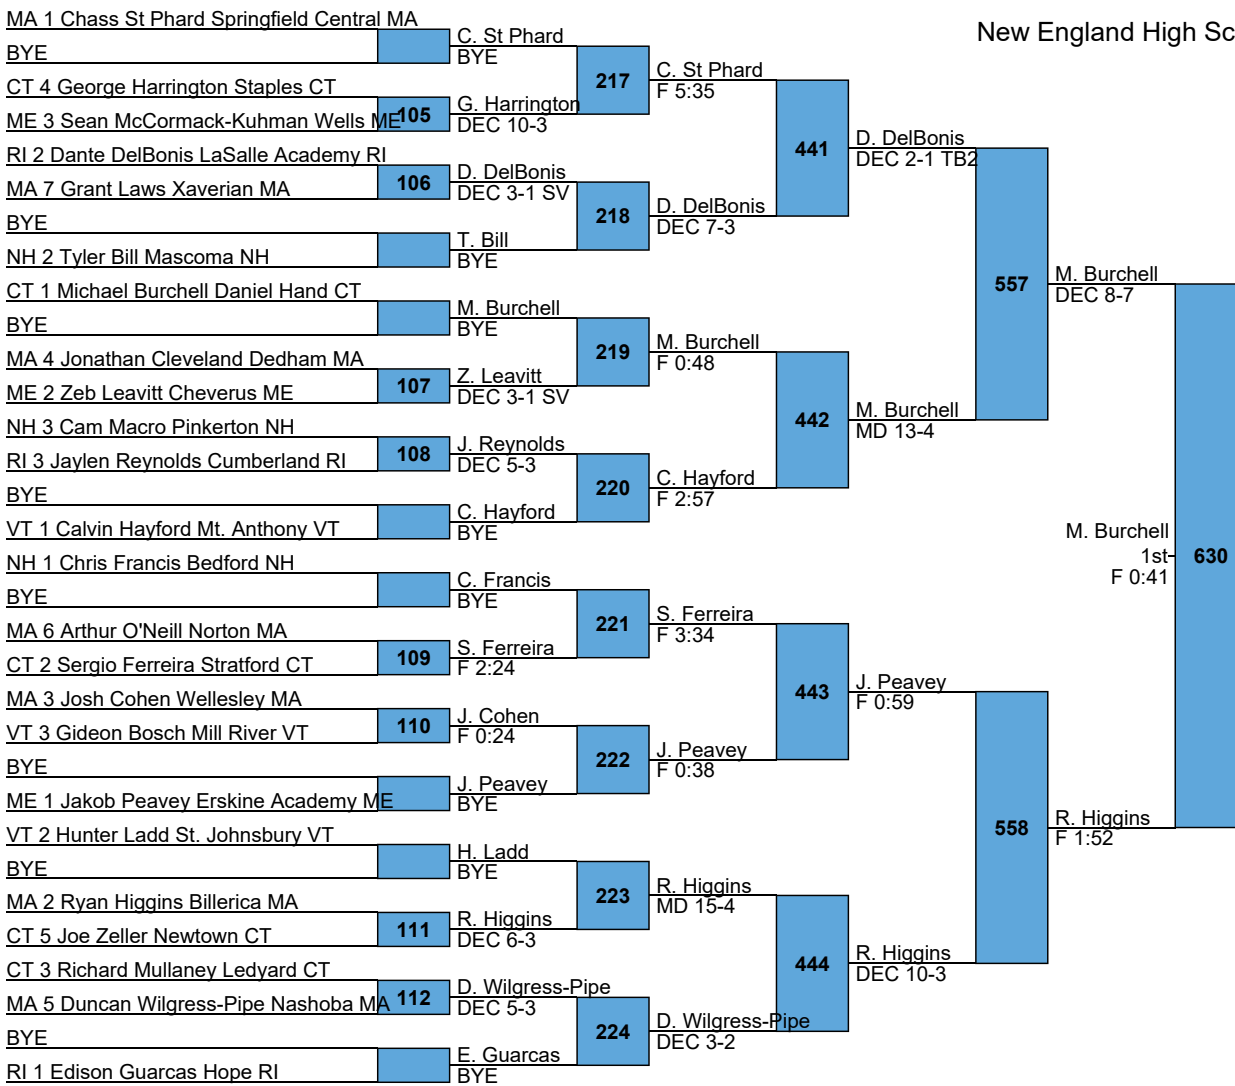 New England High Sc
MA 1 Chass St Phard Springfield Central MA
BYE
CT 4 George Harrington Staples CT
ME 3 Sean McCormack-Kuhman Wells ME
RI 2 Dante DelBonis LaSalle Academy RI
MA 7 Grant Laws Xaverian MA
BYE
NH 2 Tyler Bill Mascoma NH
CT 1 Michael Burchell Daniel Hand CT
BYE
MA 4 Jonathan Cleveland Dedham MA
ME 2 Zeb Leavitt Cheverus ME
NH 3 Cam Macro Pinkerton NH
RI 3 Jaylen Reynolds Cumberland RI
BYE
VT 1 Calvin Hayford Mt. Anthony VT
NH 1 Chris Francis Bedford NH
BYE
MA 6 Arthur O'Neill Norton MA
CT 2 Sergio Ferreira Stratford CT
MA 3 Josh Cohen Wellesley MA
VT 3 Gideon Bosch Mill River VT
BYE
ME 1 Jakob Peavey Erskine Academy ME
VT 2 Hunter Ladd St. Johnsbury VT
BYE
MA 2 Ryan Higgins Billerica MA
CT 5 Joe Zeller Newtown CT
CT 3 Richard Mullaney Ledyard CT
MA 5 Duncan Wilgress-Pipe Nashoba MA
BYE
RI 1 Edison Guarcas Hope RI
105
106
107
108
109
110
111
112
C. St Phard
BYE
G. Harrington
DEC 10-3
D. DelBonis
DEC 3-1 SV
T. Bill
BYE
M. Burchell
BYE
Z. Leavitt
DEC 3-1 SV
J. Reynolds
DEC 5-3
C. Hayford
BYE
C. Francis
BYE
S. Ferreira
F 2:24
J. Cohen
F 0:24
J. Peavey
BYE
H. Ladd
BYE
R. Higgins
DEC 6-3
D. Wilgress-Pipe
DEC 5-3
E. Guarcas
BYE
217
218
219
220
221
222
223
224
C. St Phard
F 5:35
D. DelBonis
DEC 7-3
M. Burchell
F 0:48
C. Hayford
F 2:57
S. Ferreira
F 3:34
J. Peavey
F 0:38
R. Higgins
MD 15-4
D. Wilgress-Pipe
DEC 3-2
441
442
443
444
D. DelBonis
DEC 2-1 TB2
M. Burchell
MD 13-4
J. Peavey
F 0:59
R. Higgins
DEC 10-3
557
558
M. Burchell
DEC 8-7
R. Higgins
F 1:52
M. Burchell
1st
F 0:41
630